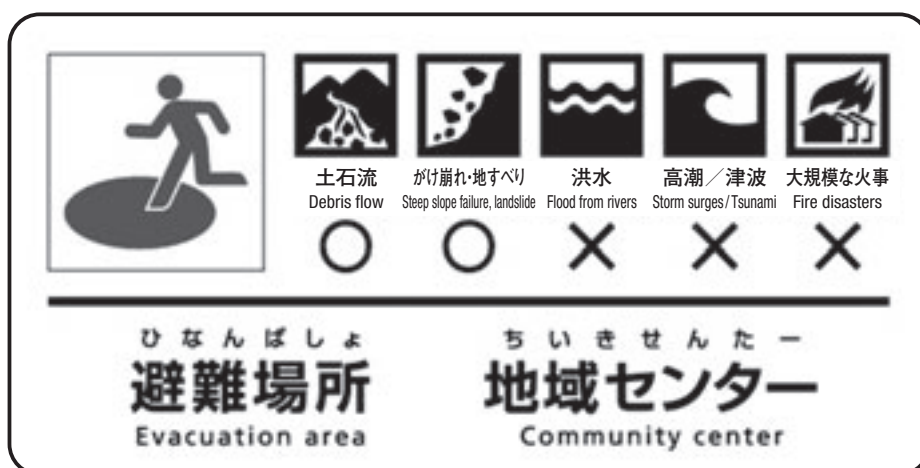 土石流 がけ崩れ・地すべり 洪水 高潮／津波 大規模な火事
Debris flow Steep slope failure, landslide Flood from rivers Storm surges/Tsunami Fire disasters
○ ○ × × ×
ひなんばしょ ちいきせんたー
避難場所 地域センター
Evacuation area Community center